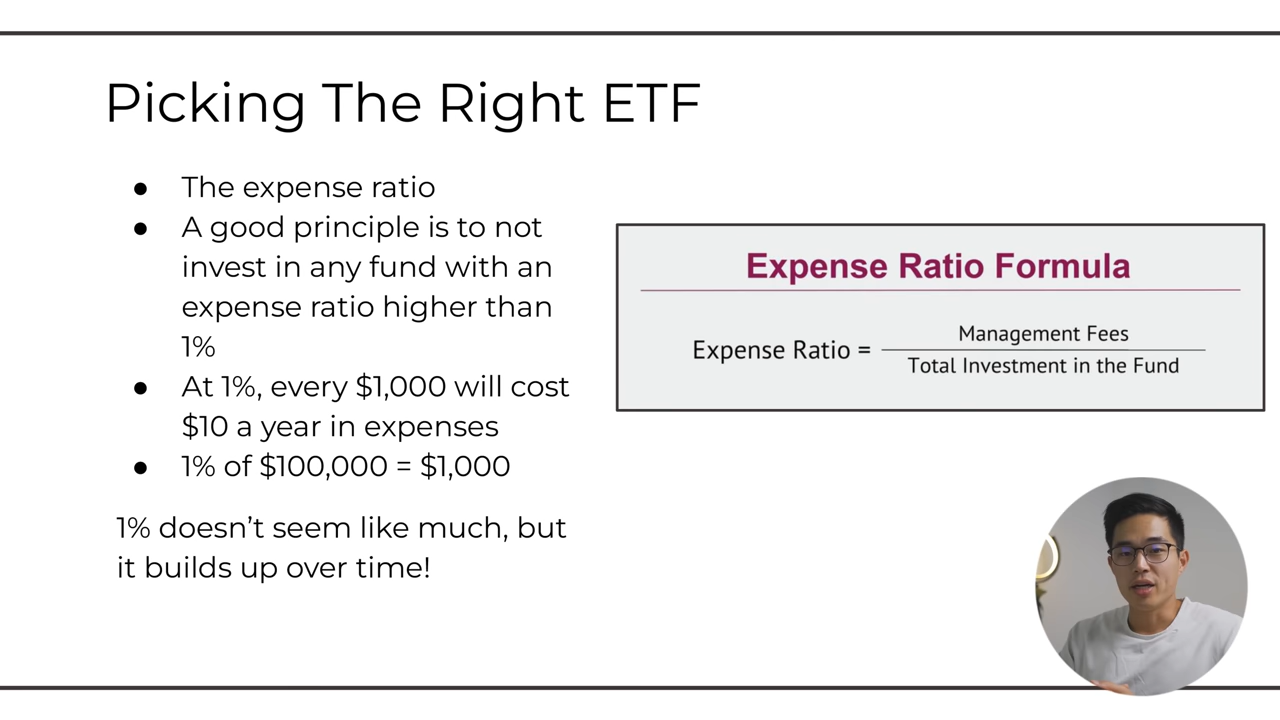 Picking The Right ETF
● The expense ratio
● A good principle is to not
invest in any fund with an
expense ratio higher than
1%
● At 1%, every $1,000 will cost
$10 a year in expenses
● 1% of $100,000 = $1,000
1% doesn’t seem like much, but
it builds up over time!
Expense Ratio Formula
Expense Ratio = Management Fees
Total Investment in the Fund